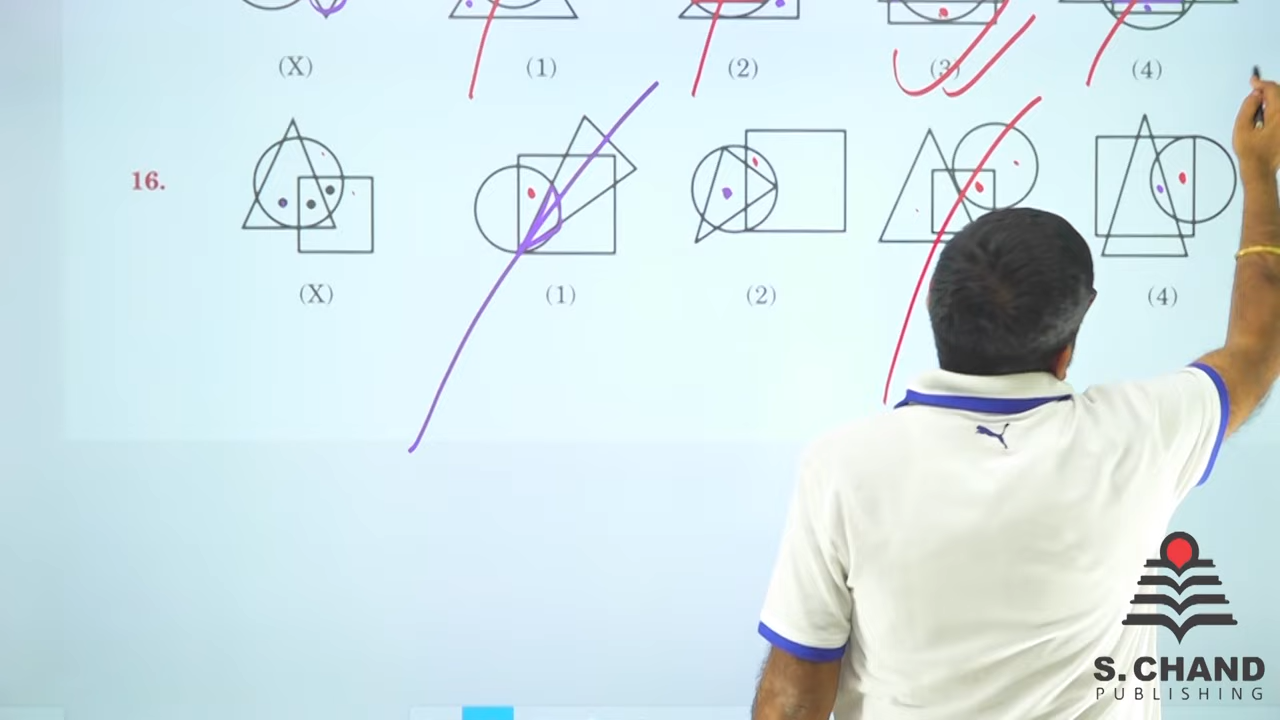 (X) (1) (2) (3) (4)
16.
(X) (1) (2) (4)
S. CHAND
PUBLISHING